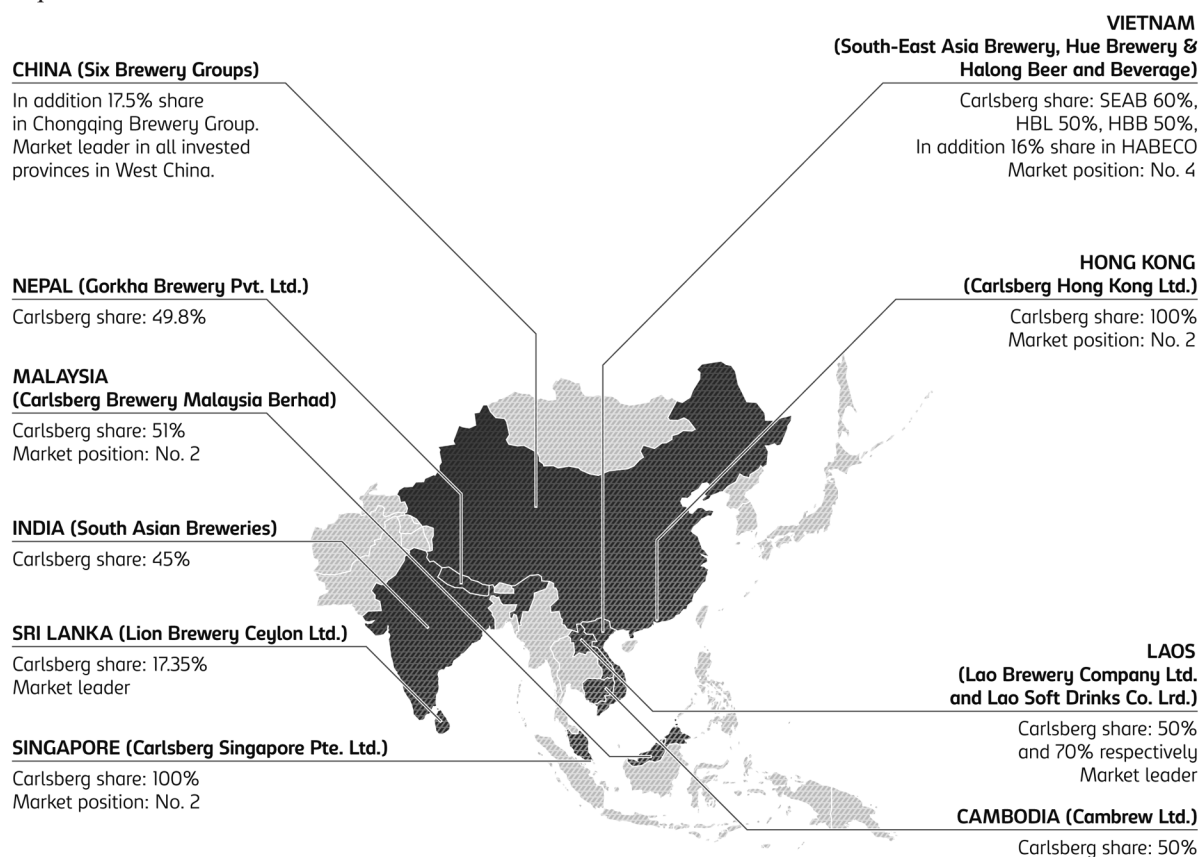 CHINA (Six Brewery Groups)
In addition 17.5% share
in Chongqing Brewery Group.
Market leader in all invested
provinces in West China.
NEPAL (Gorkha Brewery Pvt. Ltd.)
Carlsberg share: 49.8%
MALAYSIA
(Carlsberg Brewery Malaysia Berhad)
Carlsberg share: 51%
Market position: No. 2
INDIA (South Asian Breweries)
Carlsberg share: 45%
SRI LANKA (Lion Brewery Ceylon Ltd.)
Carlsberg share: 17.35%
Market leader
SINGAPORE (Carlsberg Singapore Pte. Ltd.)
Carlsberg share: 100%
Market position: No. 2
VIETNAM
(South-East Asia Brewery, Hue Brewery &
Halong Beer and Beverage)
Carlsberg share: SEAB 60%,
HBL 50%, HBB 50%,
In addition 16% share in HABECO
Market position: No. 4
HONG KONG
(Carlsberg Hong Kong Ltd.)
Carlsberg share: 100%
Market position: No. 2
LAOS
(Lao Brewery Company Ltd.
and Lao Soft Drinks Co. Lrd.)
Carlsberg share: 50%
and 70% respectively
Market leader
CAMBODIA (Cambrew Ltd.)
Carlsberg share: 50%